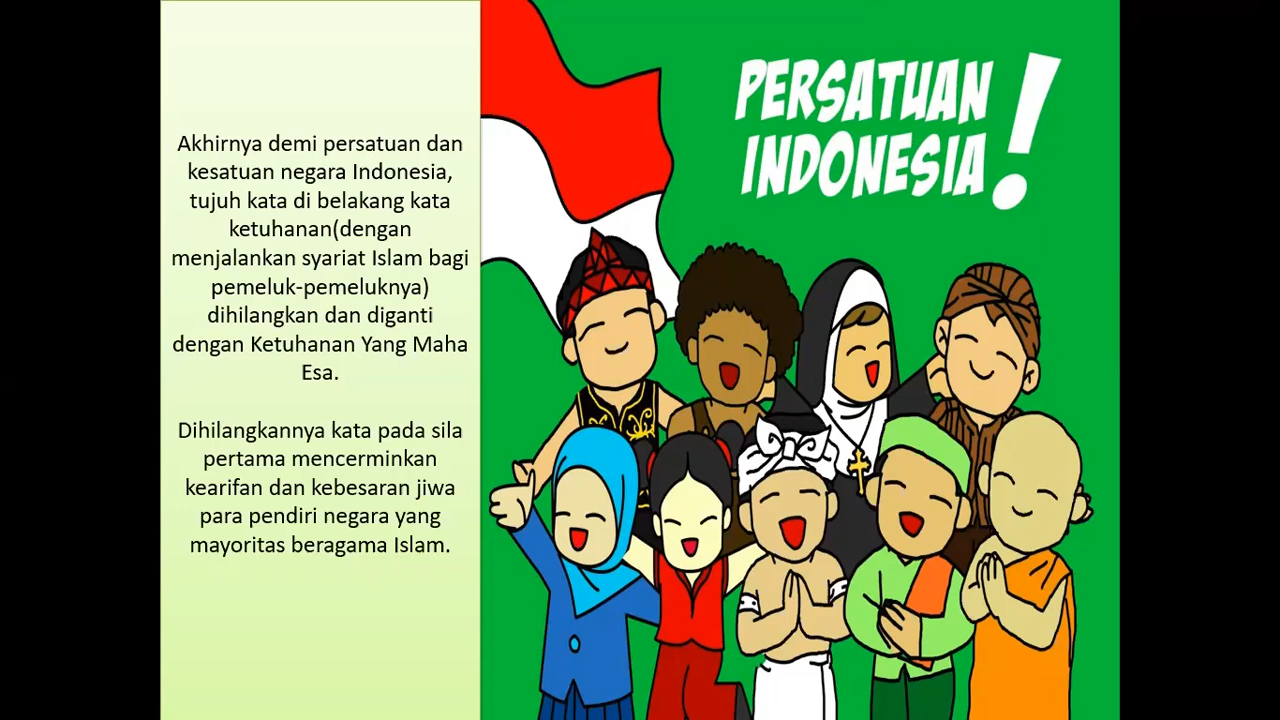 Akhirnya demi persatuan dan
kesatuan negara Indonesia,
tujuh kata di belakang kata
ketuhanan(dengan
menjalankan syariat Islam bagi
pemeluk-pemeluknya)
dihilangkan dan diganti
dengan Ketuhanan Yang Maha
Esa.
Dihilangkannya kata pada sila
pertama mencerminkan
kearifan dan kebesaran jiwa
para pendiri negara yang
mayoritas beragama Islam.
PERSATUAN
INDONESIA!